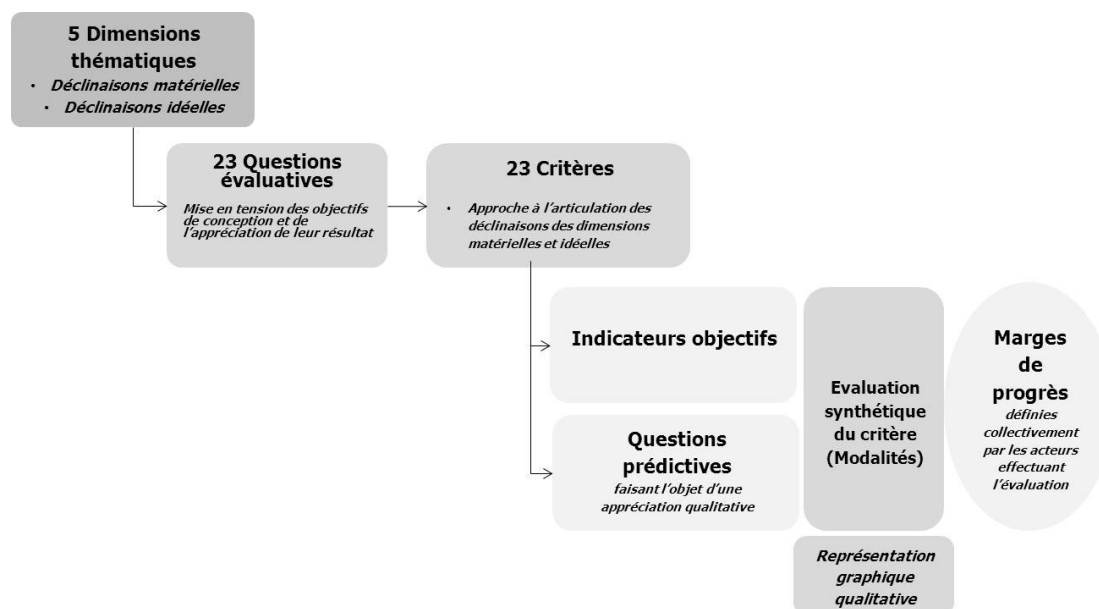 5 Dimensions
thématiques
• Déclinaisons matérielles
• Déclinaisons idéelles
23 Questions
évaluatives
Mise en tension des objectifs
de conception et de
l’appréciation de leur résultat
23 Critères
• Approche à l’articulation des
déclinaisons des dimensions
matérielles et idéelles
Indicateurs objectifs
Questions
prédictives
faisant l’objet d’une
appréciation qualitative
Evaluation
synthétique
du critère
(Modalités)
Marges
de
progrès
définies
collectivement
par les acteurs
effectuant
l’évaluation
Représentation
graphique
qualitative